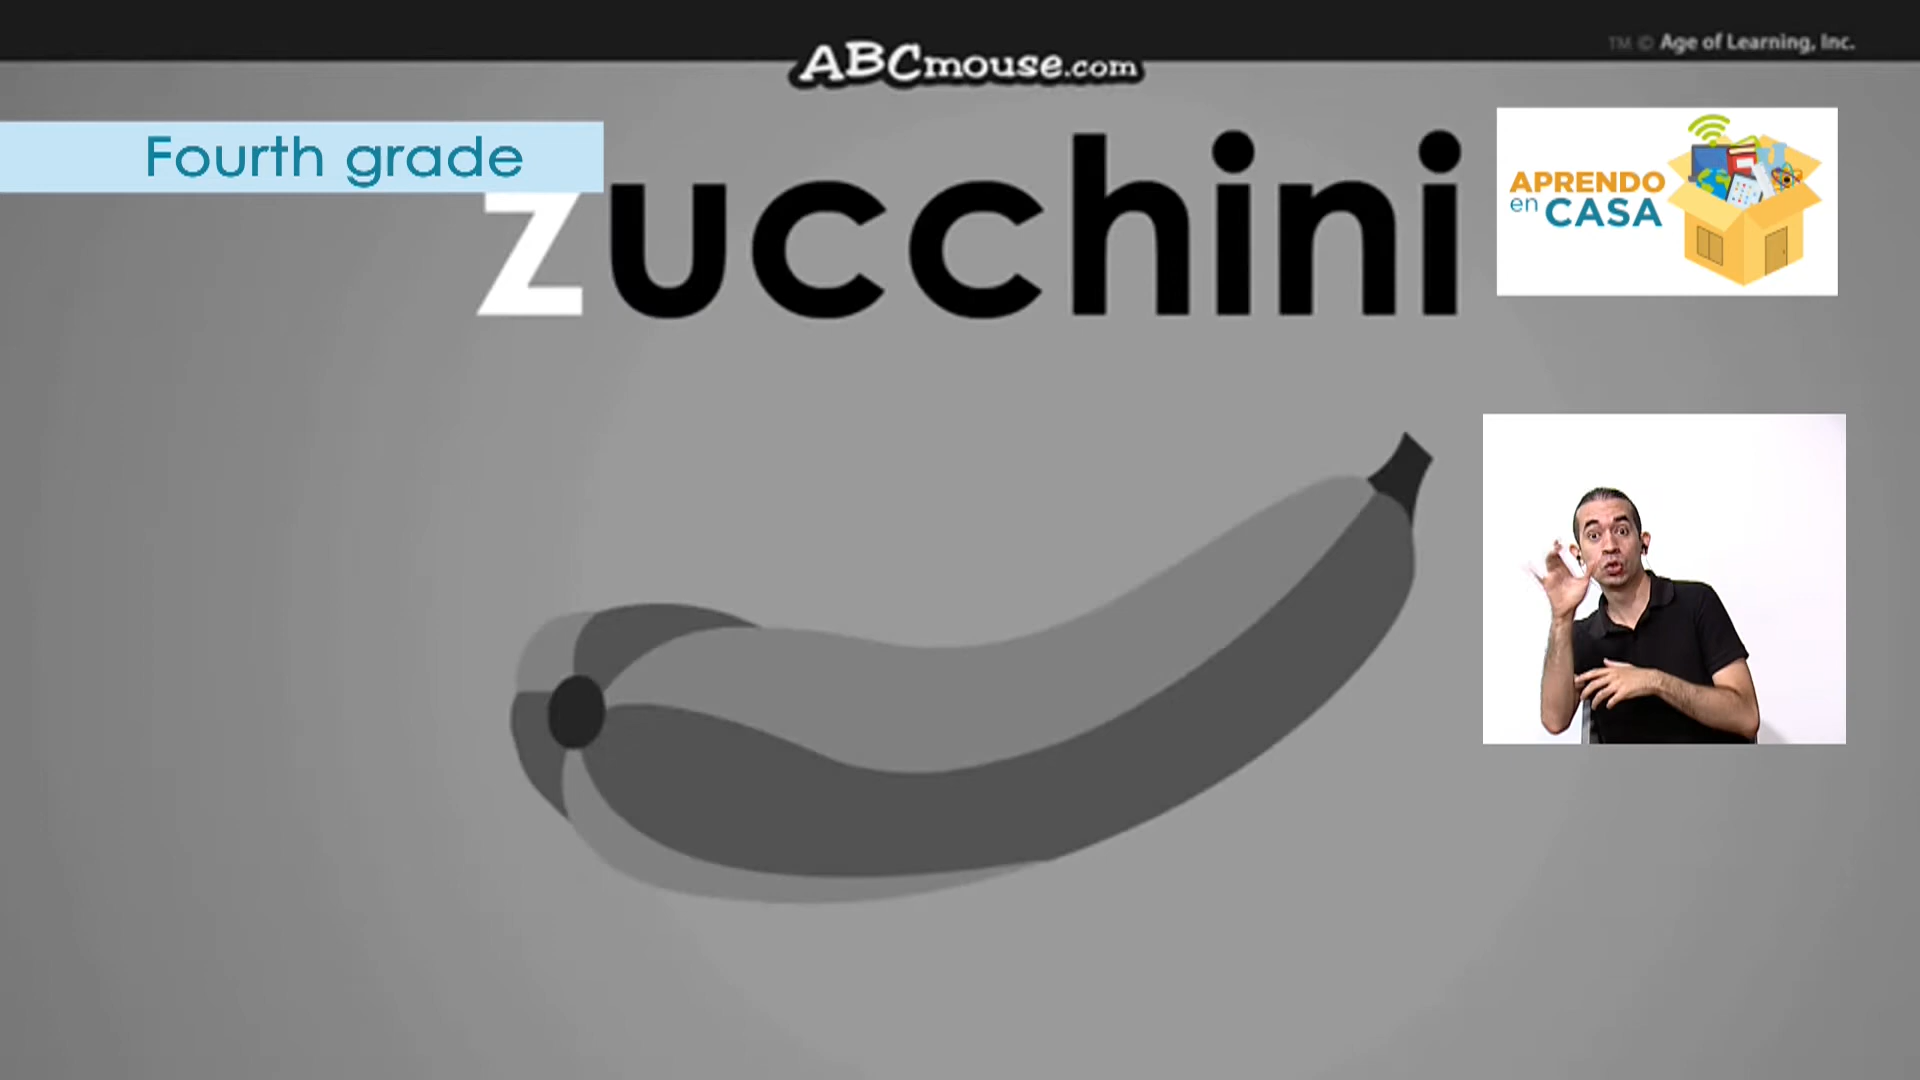 TM © Age of Learning, Inc.
ABCmouse.com
Fourth grade
zucchini
APRENDO
en CASA